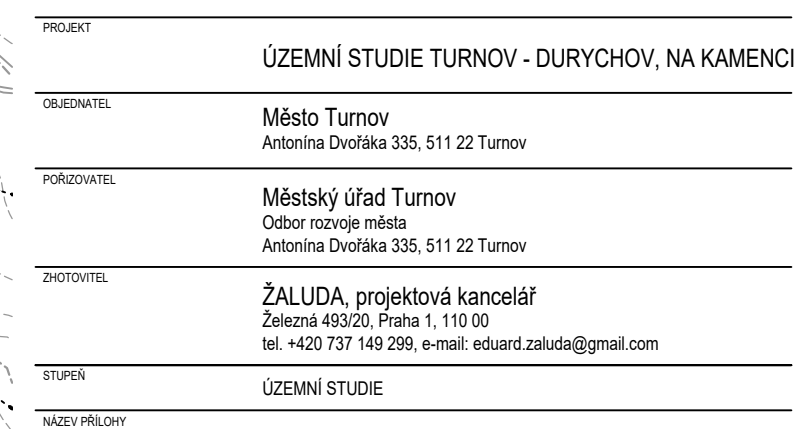 PROJEKT
ÚZEMNÍ STUDIE TURNOV - DURYCHOV, NA KAMENCI
OBJEDNATEL
Město Turnov
Antonína Dvořáka 335, 511 22 Turnov
POŘIZOVATEL
Městský úřad Turnov
Odbor rozvoje města
Antonína Dvořáka 335, 511 22 Turnov
ZHOTOVITEL
ŽALUDA, projektová kancelář
Železná 493/20, Praha 1, 110 00
tel. +420 737 149 299, e-mail: eduard.zaluda@gmail.com
STUPEŇ
ÚZEMNÍ STUDIE
NÁZEV PŘÍLOHY